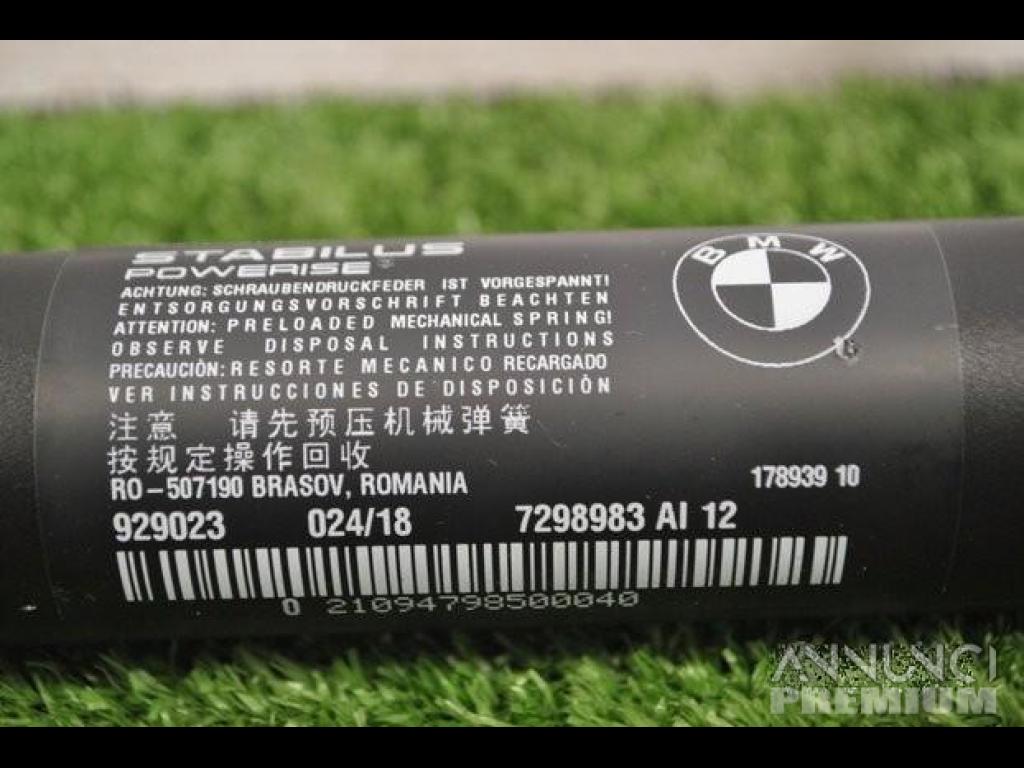 STABILUS
POWERISE
ACHTUNG: SCHRAUBENDRUCKFEDER IST VORGESPANNT!
ENTSORGUNGSVORSCHRIFT BEACHTEN
ATTENTION: PRELOADED MECHANICAL SPRING!
OBSERVE DISPOSAL INSTRUCTIONS
PRECAUCIÓN: RESORTE MECANICO RECARGADO
VER INSTRUCCIONES DE DISPOSICIÓN
注意 请先预压机械弹簧
按规定操作回收
RO-507190 BRASOV, ROMANIA
178939 10
929023 024/18 7298983 AI 12
0 21094798500040
BMW
ANNUNCI
PREMIUM